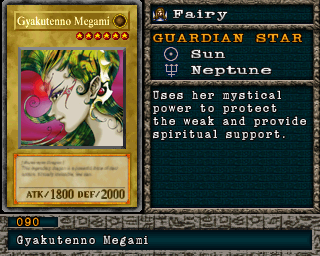 Gyakutenno Megami
ATK/1800 DEF/2000
Fairy
GUARDIAN STAR
Sun
Neptune
Uses her mystical
power to protect
the weak and provide
spiritual support.
090
Gyakutenno Megami